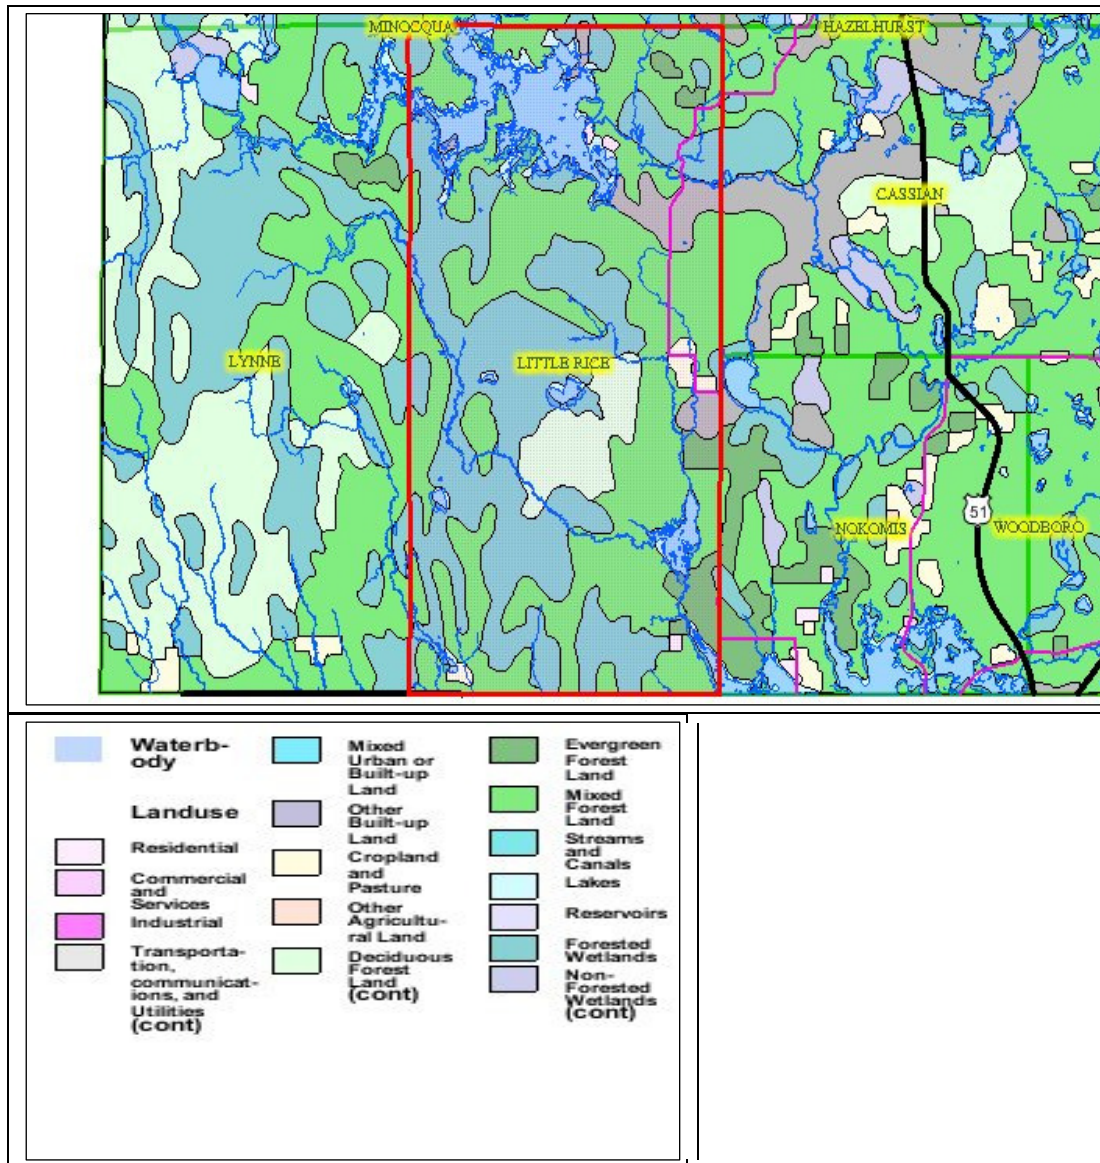 MINOCQUA
HAZELHURST
CASSIAN
LYNNE
LITTLE RICE
NOKOMIS
51
WOODBORO
Waterb-
ody
Landuse
Residential
Commercial
and
Services
Industrial
Transporta-
tion,
communicat-
ions, and
Utilities
(cont)
Mixed
Urban or
Built-up
Land
Other
Built-up
Land
Cropland
and
Pasture
Other
Agricultu-
ral Land
Deciduous
Forest
Land
(cont)
Evergreen
Forest
Land
Mixed
Forest
Land
Streams
and
Canals
Lakes
Reservoirs
Forested
Wetlands
Non-
Forested
Wetlands
(cont)